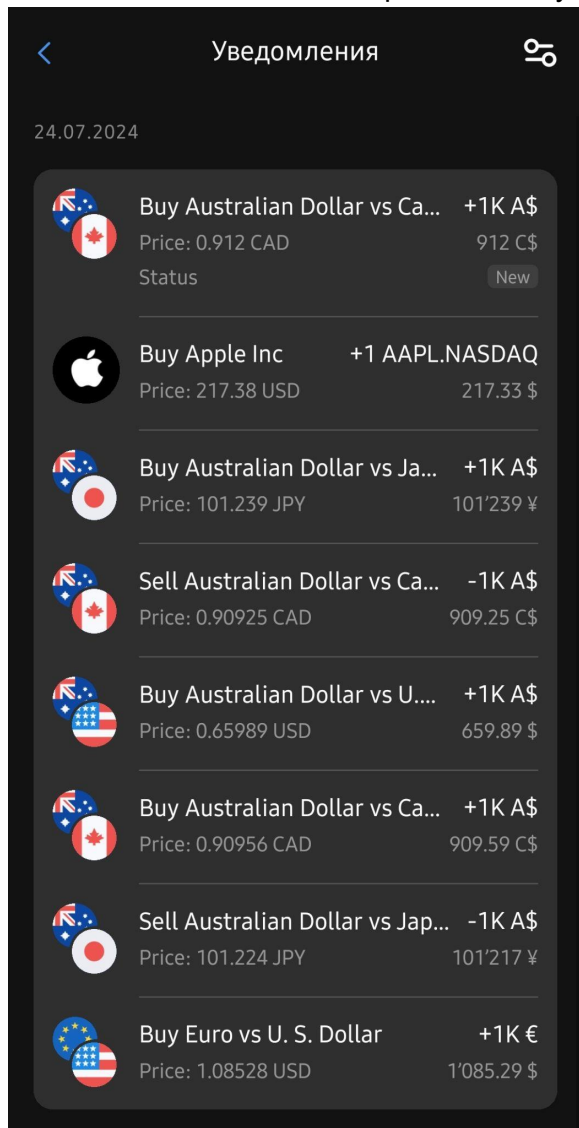 Уведомления
24.07.2024
Buy Australian Dollar vs Ca... +1K A$
Price: 0.912 CAD 912 C$
Status New
Buy Apple Inc +1 AAPL.NASDAQ
Price: 217.38 USD 217.33 $
Buy Australian Dollar vs Ja... +1K A$
Price: 101.239 JPY 101'239 ¥
Sell Australian Dollar vs Ca... -1K A$
Price: 0.90925 CAD 909.25 C$
Buy Australian Dollar vs U.... +1K A$
Price: 0.65989 USD 659.89 $
Buy Australian Dollar vs Ca... +1K A$
Price: 0.90956 CAD 909.59 C$
Sell Australian Dollar vs Jap... -1K A$
Price: 101.224 JPY 101'217 ¥
Buy Euro vs U. S. Dollar +1K €
Price: 1.08528 USD 1'085.29 $